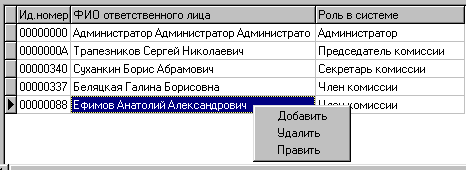 Ид.номер ФИО ответственного лица Роль в системе
00000000 Администратор Администратор Администрато Администратор
0000000A Трапезников Сергей Николаевич Председатель комиссии
00000340 Суханкин Борис Абрамович Секретарь комиссии
00000337 Беляцкая Галина Борисовна Член комиссии
00000088 Ефимов Анатолий Александрович Член комиссии
Добавить
Удалить
Править